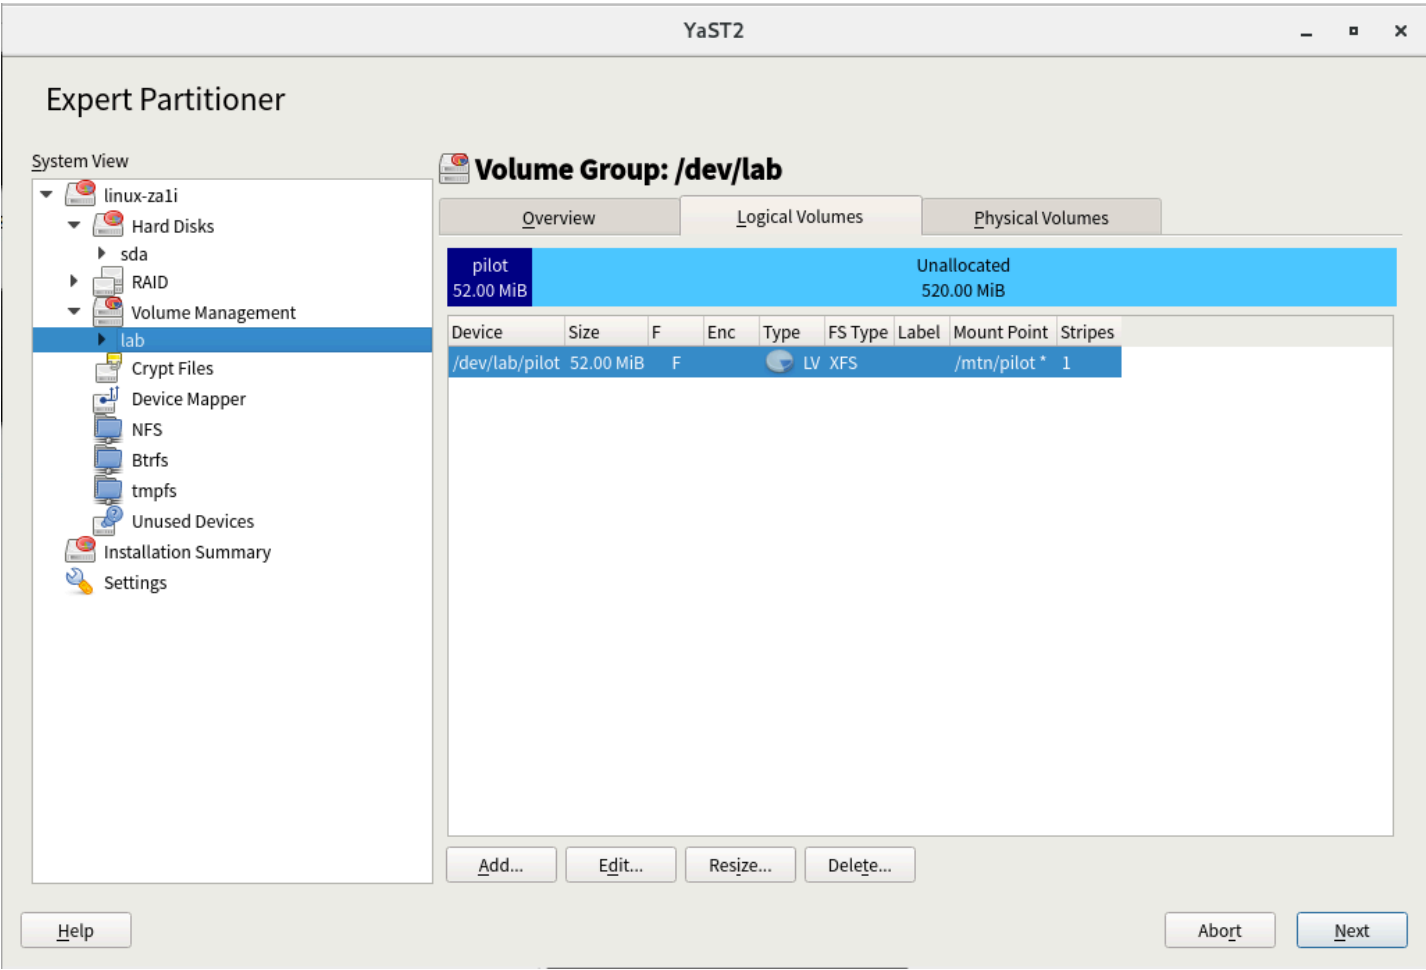 YaST2
Expert Partitioner
System View
linux-za1i
Hard Disks
sda
RAID
Volume Management
lab
Crypt Files
Device Mapper
NFS
Btrfs
tmpfs
Unused Devices
Installation Summary
Settings
Volume Group: /dev/lab
Overview Logical Volumes Physical Volumes
pilot Unallocated
52.00 MiB 520.00 MiB
Device Size F Enc Type FS Type Label Mount Point Stripes
/dev/lab/pilot 52.00 MiB F LV XFS /mtn/pilot * 1
Add... Edit... Resize... Delete...
Help Abort Next